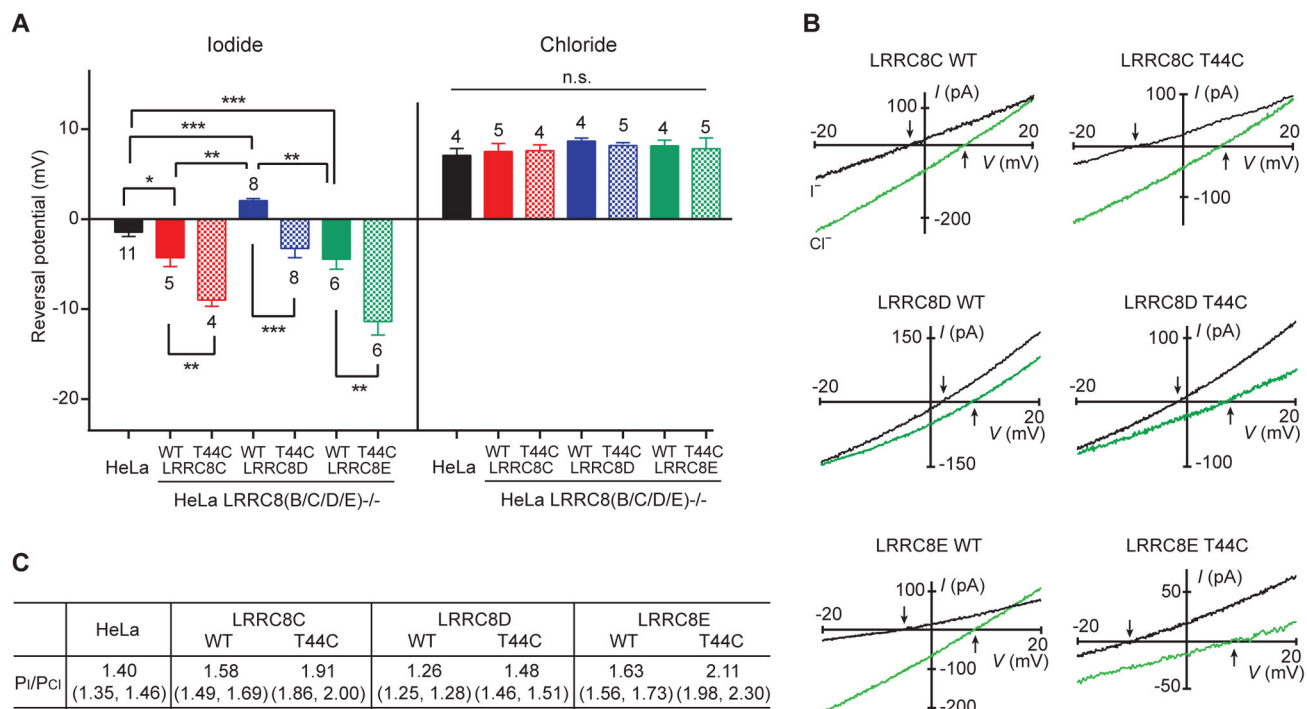 A
Iodide
Chloride
***
***
**
**
*
n.s.
10
0
-10
-20
Reversal potential (mV)
11
5
4
8
8
6
6
**
***
**
4
5
4
4
5
4
5
HeLa
WT T44C
LRRC8C
WT T44C
LRRC8D
WT T44C
LRRC8E
HeLa LRRC8(B/C/D/E)-/-
HeLa
WT T44C
LRRC8C
WT T44C
LRRC8D
WT T44C
LRRC8E
HeLa LRRC8(B/C/D/E)-/-
B
LRRC8C WT
I (pA)
100
-20
20
V (mV)
I⁻
-200
Cl⁻
LRRC8C T44C
100
I (pA)
-20
20
V (mV)
-100
LRRC8D WT
I (pA)
150
-20
20
V (mV)
-150
LRRC8D T44C
I (pA)
100
-20
20
V (mV)
-100
LRRC8E WT
I (pA)
100
-20
20
V (mV)
-100
-200
LRRC8E T44C
I (pA)
50
-20
20
V (mV)
-50
C
HeLa LRRC8C LRRC8D LRRC8E
WT T44C WT T44C WT T44C
PI/PCl 1.40 1.58 1.91 1.26 1.48 1.63 2.11
(1.35, 1.46) (1.49, 1.69) (1.86, 2.00) (1.25, 1.28) (1.46, 1.51) (1.56, 1.73) (1.98, 2.30)